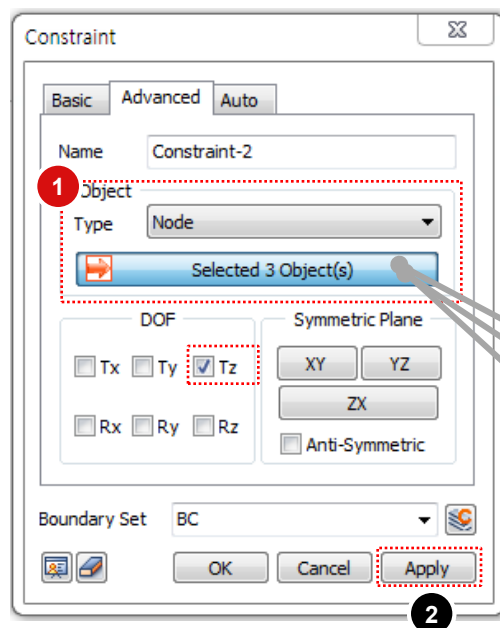 Constraint
Basic Advanced Auto
Name Constraint-2
1 Object
Type Node
Selected 3 Object(s)
DOF Symmetric Plane
Tx Ty Tz XY YZ
ZX
Rx Ry Rz
Anti-Symmetric
Boundary Set BC
OK Cancel Apply
2